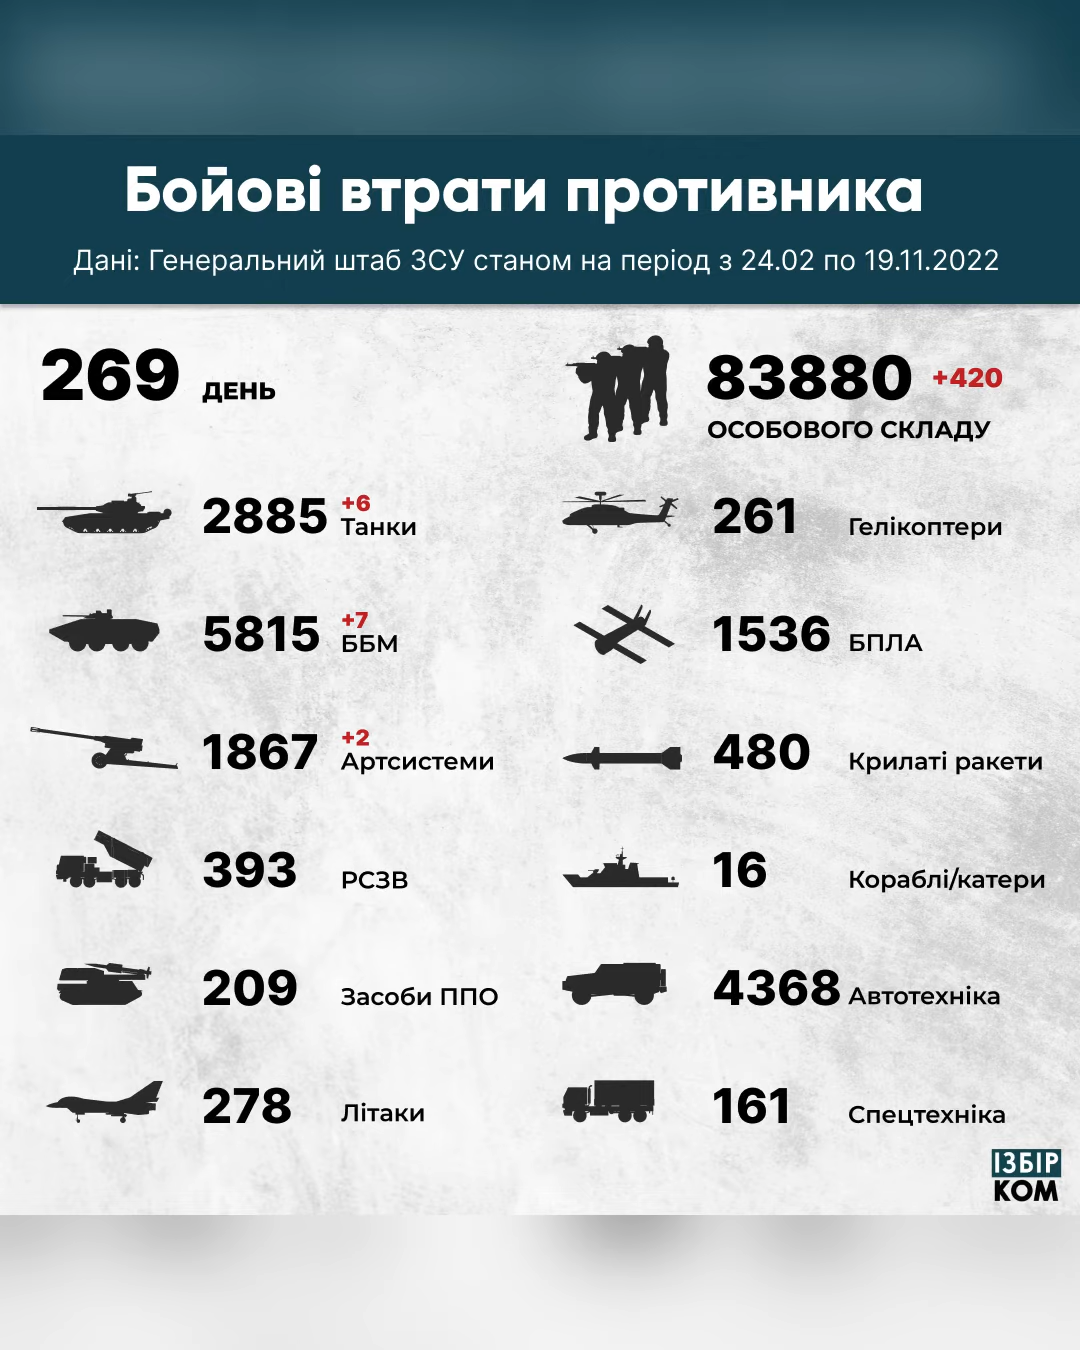 Бойові втрати противника
Дані: Генеральний штаб ЗСУ станом на період з 24.02 по 19.11.2022
269 ДЕНЬ
83880 +420
ОСОБОВОГО СКЛАДУ
2885 +6 Танки
261 Гелікоптери
5815 +7 ББМ
1536 БПЛА
1867 +2 Артсистеми
480 Крилаті ракети
393 РСЗВ
16 Кораблі/катери
209 Засоби ППО
4368 Автотехніка
278 Літаки
161 Спецтехніка
ІЗБІР
КОМ